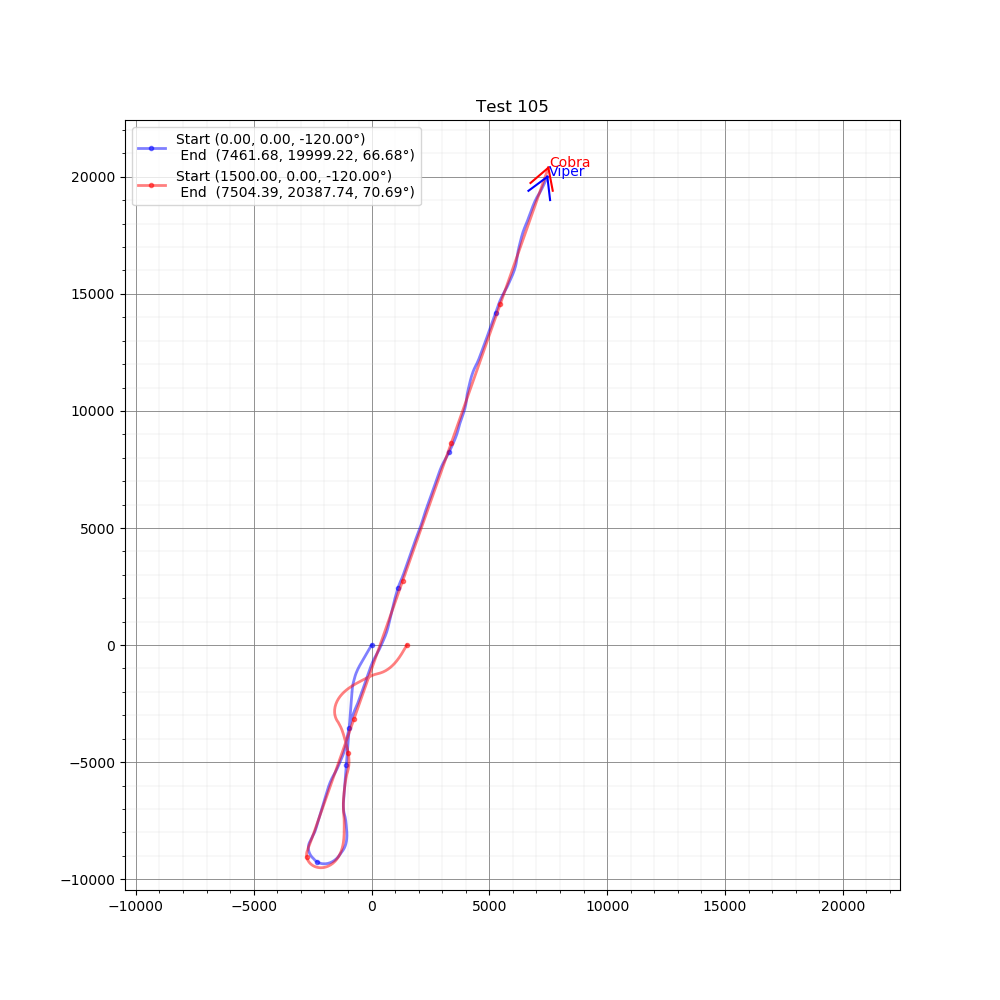 Test 105
Start (0.00, 0.00, -120.00°)
End  (7461.68, 19999.22, 66.68°)
Start (1500.00, 0.00, -120.00°)
End  (7504.39, 20387.74, 70.69°)
Cobra
Viper
20000
15000
10000
5000
0
−5000
−10000
−10000 −5000 0 5000 10000 15000 20000